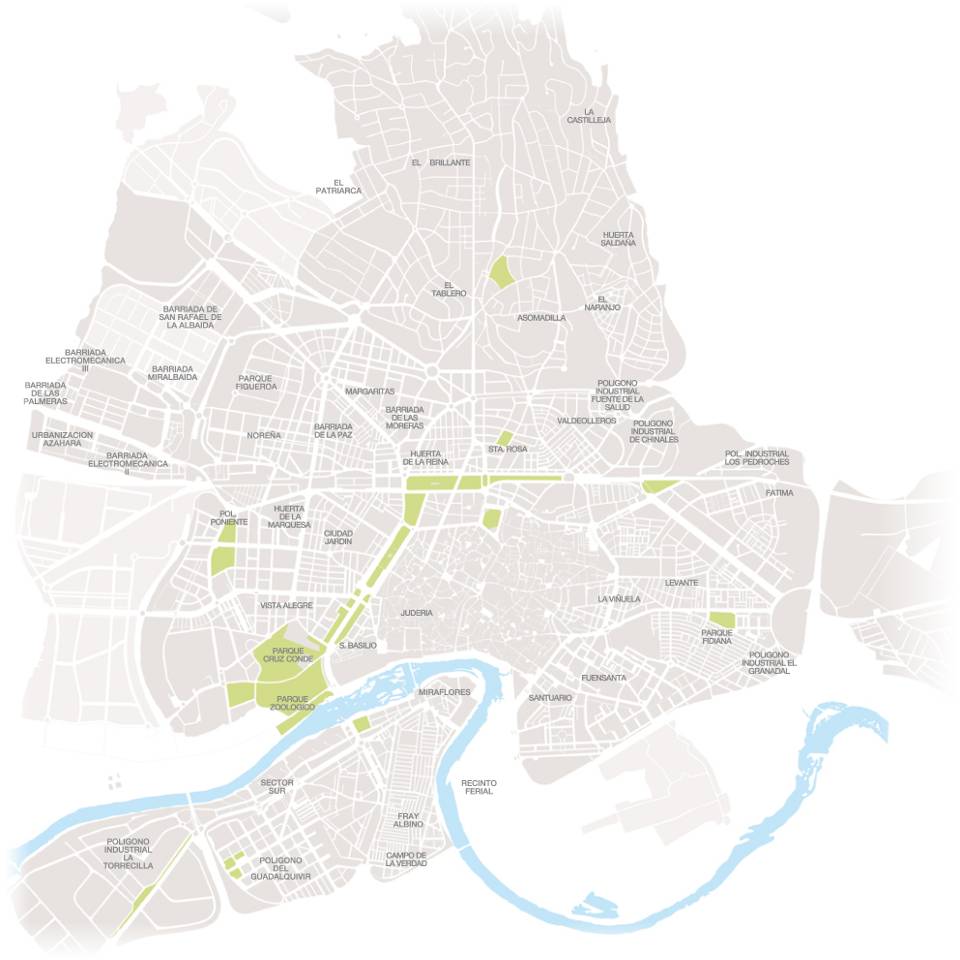 LA
CASTILLEJA
EL BRILLANTE
EL
PATRIARCA
HUERTA
SALDAÑA
EL
TABLERO
EL
NARANJO
ASOMADILLA
BARRIADA DE
SAN RAFAEL DE
LA ALBAIDA
BARRIADA
ELECTROMECANICA
III
BARRIADA
MIRALBAIDA
PARQUE
FIGUEROA
MARGARITAS
BARRIADA
DE LAS
PALMERAS
POLIGONO
INDUSTRIAL
FUENTE DE LA
SALUD
BARRIADA
DE LAS
MORERAS
VALDEOLLEROS
POLIGONO
INDUSTRIAL
DE CHINALES
BARRIADA
DE LA PAZ
NOREÑA
URBANIZACION
AZAHARA
STA. ROSA
HUERTA
DE LA REINA
POL. INDUSTRIAL
LOS PEDROCHES
BARRIADA
ELECTROMECANICA
II
FATIMA
POL.
PONIENTE
HUERTA
DE LA
MARQUESA
CIUDAD
JARDIN
LEVANTE
LA VIÑUELA
VISTA ALEGRE
JUDERIA
PARQUE
FIDIANA
S. BASILIO
PARQUE
CRUZ CONDE
POLIGONO
INDUSTRIAL EL
GRANADAL
FUENSANTA
MIRAFLORES
SANTUARIO
PARQUE
ZOOLOGICO
SECTOR
SUR
RECINTO
FERIAL
FRAY
ALBINO
POLIGONO
INDUSTRIAL
LA
TORRECILLA
CAMPO DE
LA VERDAD
POLIGONO
DEL
GUADALQUIVIR